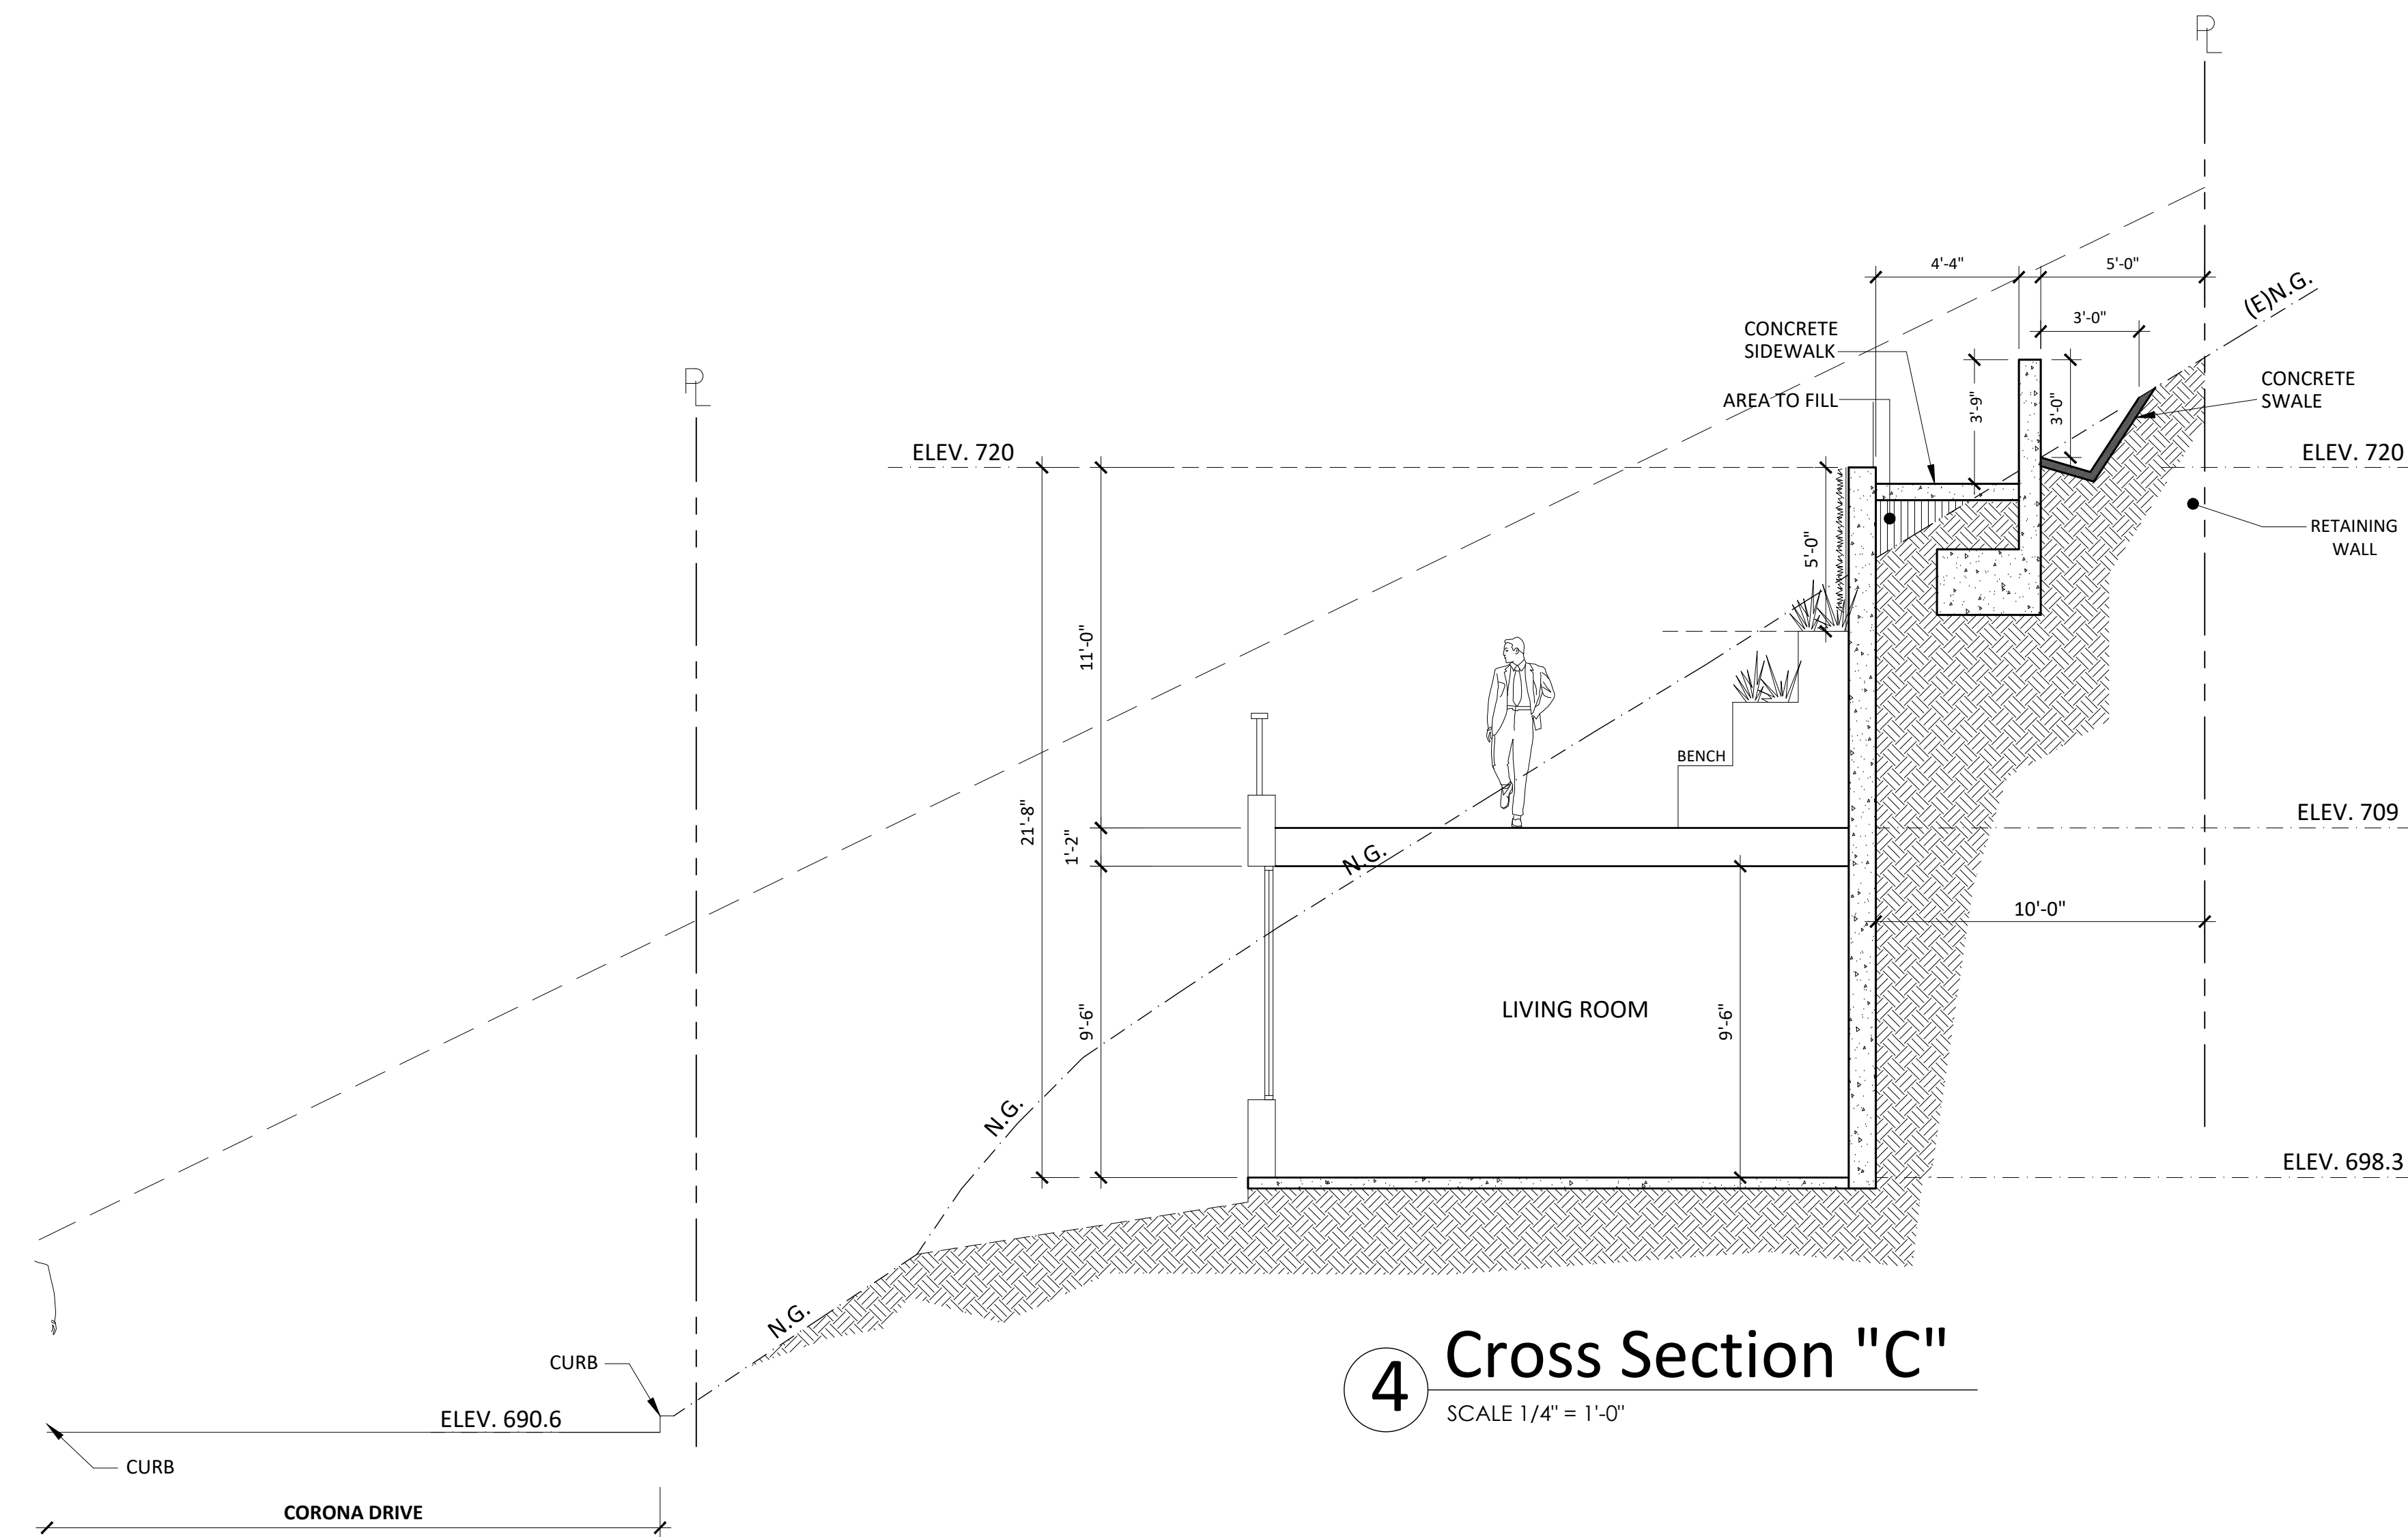 PL
PL
4'-4"
5'-0"
(E)N.G.
3'-0"
CONCRETE
SIDEWALK
AREA TO FILL
3'-9"
3'-0"
CONCRETE
SWALE
ELEV. 720
ELEV. 720
RETAINING
WALL
5'-0"
11'-0"
BENCH
21'-8"
1'-2"
N.G.
ELEV. 709
10'-0"
9'-6"
LIVING ROOM
9'-6"
N.G.
ELEV. 698.3
N.G.
CURB
ELEV. 690.6
CURB
CORONA DRIVE
4
Cross Section "C"
SCALE 1/4" = 1'-0"